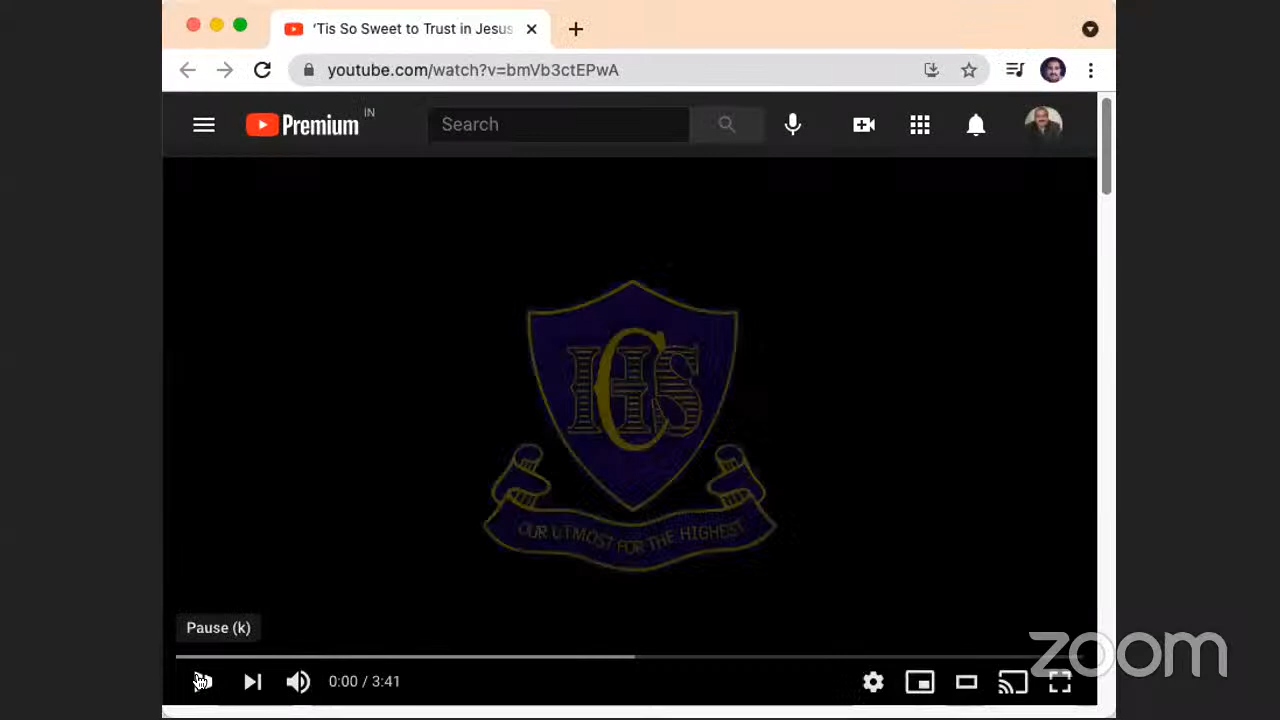 'Tis So Sweet to Trust in Jesus
youtube.com/watch?v=bmVb3ctEPwA
Premium IN
Search
ICHS
OUR UTMOST FOR THE HIGHEST
Pause (k)
0:00 / 3:41
zoom